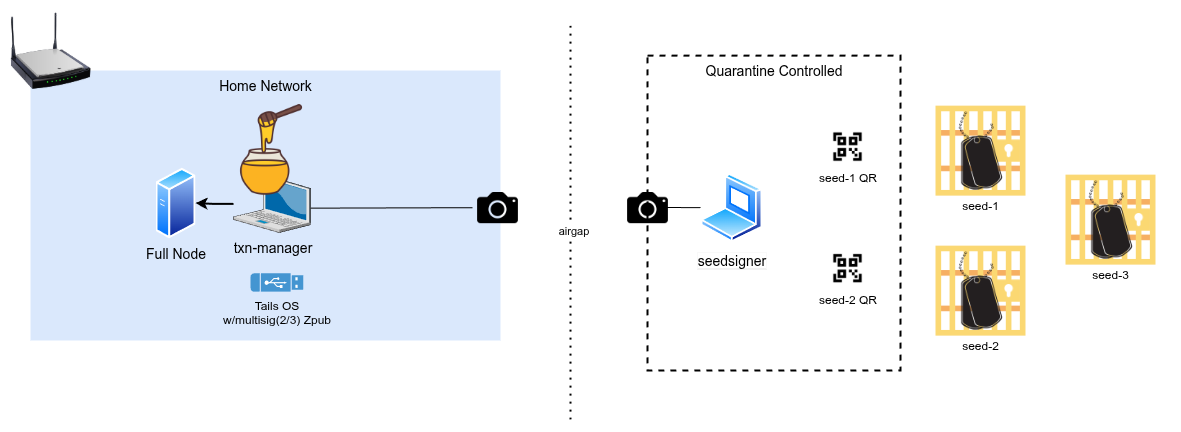 Home Network
Full Node
txn-manager
Tails OS
w/multisig(2/3) Zpub
airgap
Quarantine Controlled
seedsigner
seed-1 QR
seed-2 QR
seed-1
seed-2
seed-3